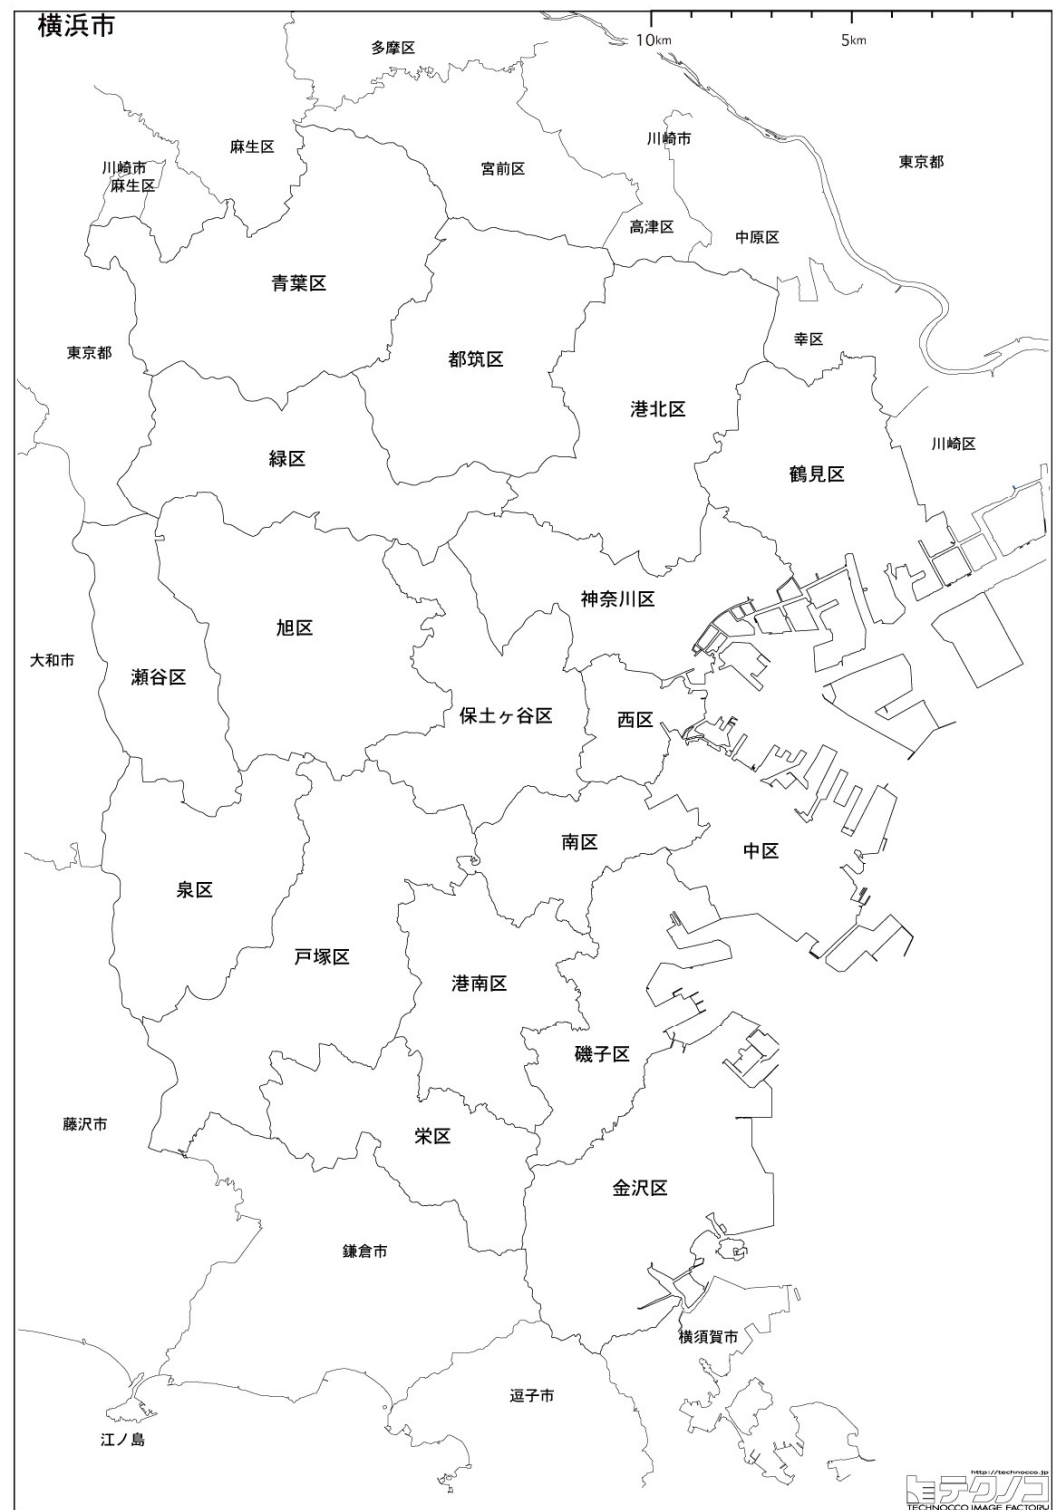 横浜市
10km
5km
多摩区
麻生区
川崎市
川崎市
麻生区
宮前区
東京都
高津区
中原区
青葉区
幸区
東京都
都筑区
港北区
川崎区
緑区
鶴見区
神奈川区
旭区
大和市
瀬谷区
保土ヶ谷区
西区
南区
中区
泉区
戸塚区
港南区
磯子区
藤沢市
栄区
金沢区
鎌倉市
横須賀市
逗子市
江ノ島
http://technocco.jp
テクノコ
TECHNOCCO IMAGE FACTORY